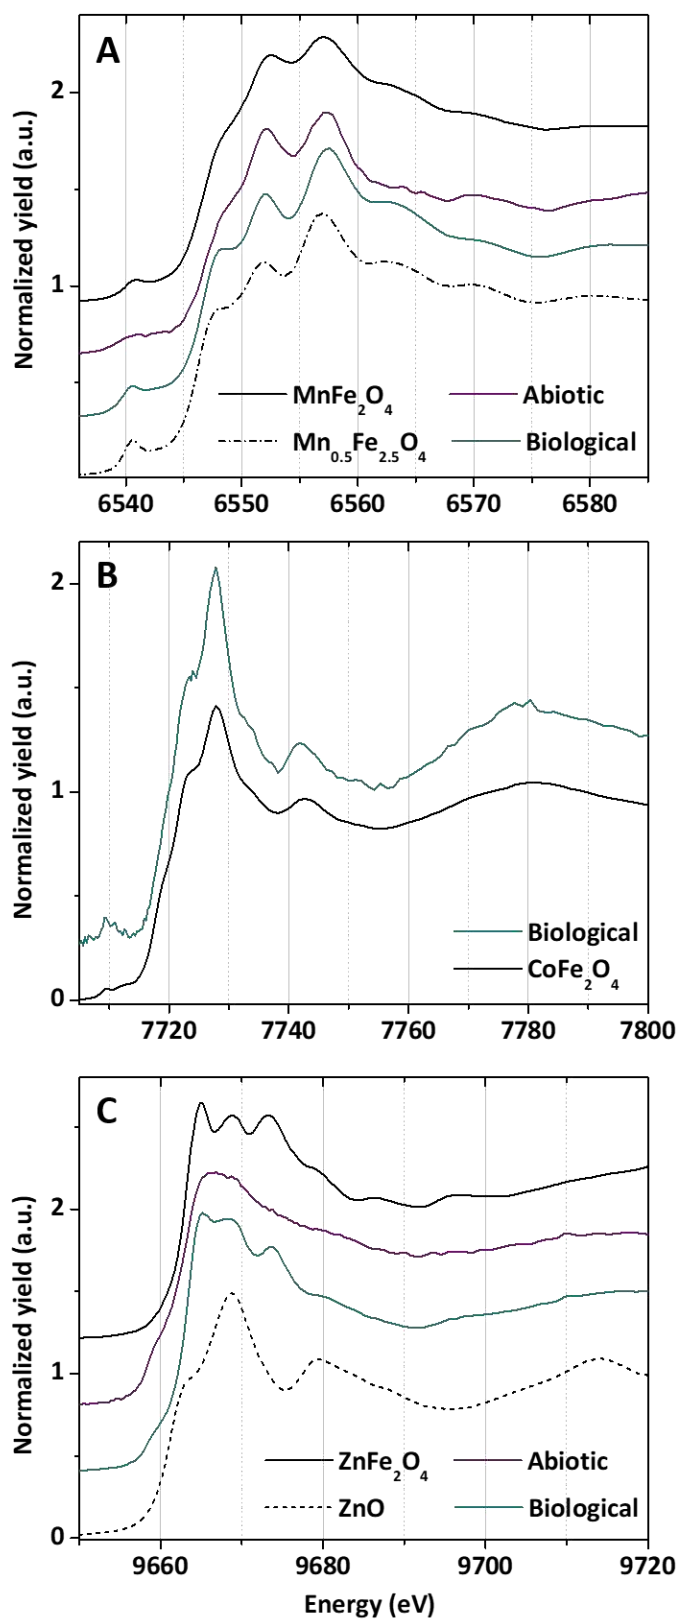 A
2
1
Normalized yield (a.u.)
MnFe2O4
Abiotic
Mn0.5Fe2.5O4
Biological
6540 6550 6560 6570 6580
B
2
1
0
Normalized yield (a.u.)
Biological
CoFe2O4
7720 7740 7760 7780 7800
C
2
1
0
Normalized yield (a.u.)
ZnFe2O4
Abiotic
ZnO
Biological
9660 9680 9700 9720
Energy (eV)